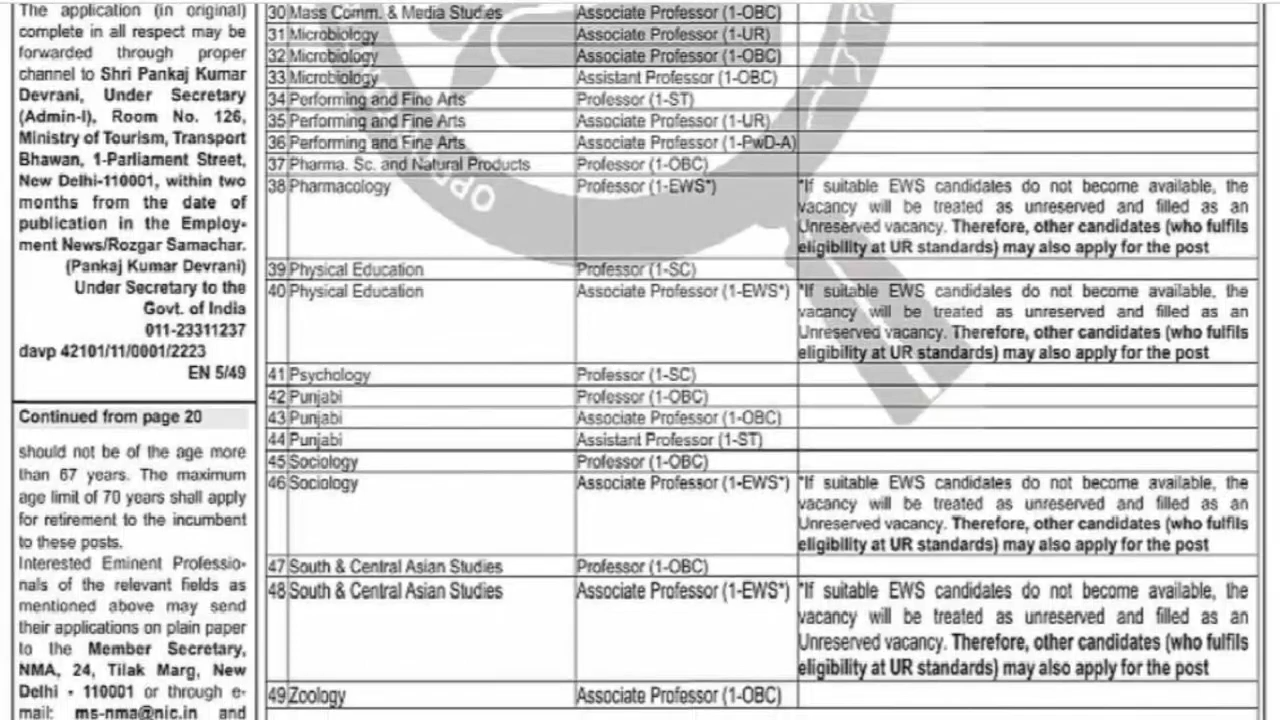 The application (in original)
complete in all respect may be
forwarded through proper
channel to Shri Pankaj Kumar
Devrani, Under Secretary
(Admin-I), Room No. 126,
Ministry of Tourism, Transport
Bhawan, 1-Parliament Street,
New Delhi-110001, within two
months from the date of
publication in the Employ-
ment News/Rozgar Samachar.
(Pankaj Kumar Devrani)
Under Secretary to the
Govt. of India
011-23311237
davp 42101/11/0001/2223
EN 5/49
Continued from page 20
should not be of the age more
than 67 years. The maximum
age limit of 70 years shall apply
for retirement to the incumbent
to these posts.
Interested Eminent Professio-
nals of the relevant fields as
mentioned above may send
their applications on plain paper
to the Member Secretary,
NMA, 24, Tilak Marg, New
Delhi - 110001 or through e-
mail: ms-nma@nic.in and
30 Mass Comm. & Media Studies Associate Professor (1-OBC)
31 Microbiology Associate Professor (1-UR)
32 Microbiology Associate Professor (1-OBC)
33 Microbiology Assistant Professor (1-OBC)
34 Performing and Fine Arts Professor (1-ST)
35 Performing and Fine Arts Associate Professor (1-UR)
36 Performing and Fine Arts Associate Professor (1-PwD-A)
37 Pharma. Sc. and Natural Products Professor (1-OBC)
38 Pharmacology Professor (1-EWS*) *If suitable EWS candidates do not become available, the
vacancy will be treated as unreserved and filled as an
Unreserved vacancy. Therefore, other candidates (who fulfils
eligibility at UR standards) may also apply for the post
39 Physical Education Professor (1-SC)
40 Physical Education Associate Professor (1-EWS*) *If suitable EWS candidates do not become available, the
vacancy will be treated as unreserved and filled as an
Unreserved vacancy. Therefore, other candidates (who fulfils
eligibility at UR standards) may also apply for the post
41 Psychology Professor (1-SC)
42 Punjabi Professor (1-OBC)
43 Punjabi Associate Professor (1-OBC)
44 Punjabi Assistant Professor (1-ST)
45 Sociology Professor (1-OBC)
46 Sociology Associate Professor (1-EWS*) *If suitable EWS candidates do not become available, the
vacancy will be treated as unreserved and filled as an
Unreserved vacancy. Therefore, other candidates (who fulfils
eligibility at UR standards) may also apply for the post
47 South & Central Asian Studies Professor (1-OBC)
48 South & Central Asian Studies Associate Professor (1-EWS*) *If suitable EWS candidates do not become available, the
vacancy will be treated as unreserved and filled as an
Unreserved vacancy. Therefore, other candidates (who fulfils
eligibility at UR standards) may also apply for the post
49 Zoology Associate Professor (1-OBC)